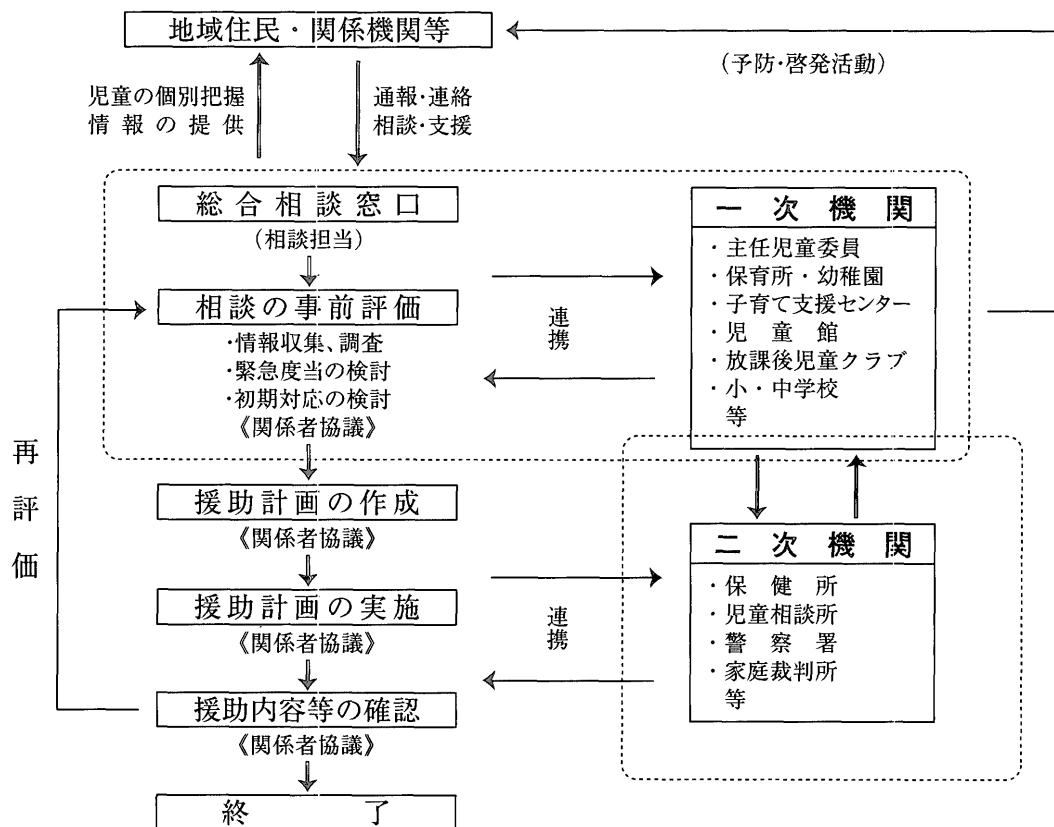 地域住民・関係機関等
(予防・啓発活動)
児童の個別把握
情報の提供
通報・連絡
相談・支援
総合相談窓口
(相談担当)
相談の事前評価
・情報収集、調査
・緊急度当の検討
・初期対応の検討
《関係者協議》
連携
一次機関
・主任児童委員
・保育所・幼稚園
・子育て支援センター
・児童館
・放課後児童クラブ
・小・中学校
等
再評価
援助計画の作成
《関係者協議》
援助計画の実施
《関係者協議》
連携
援助内容等の確認
《関係者協議》
終了
二次機関
・保健所
・児童相談所
・警察署
・家庭裁判所
等